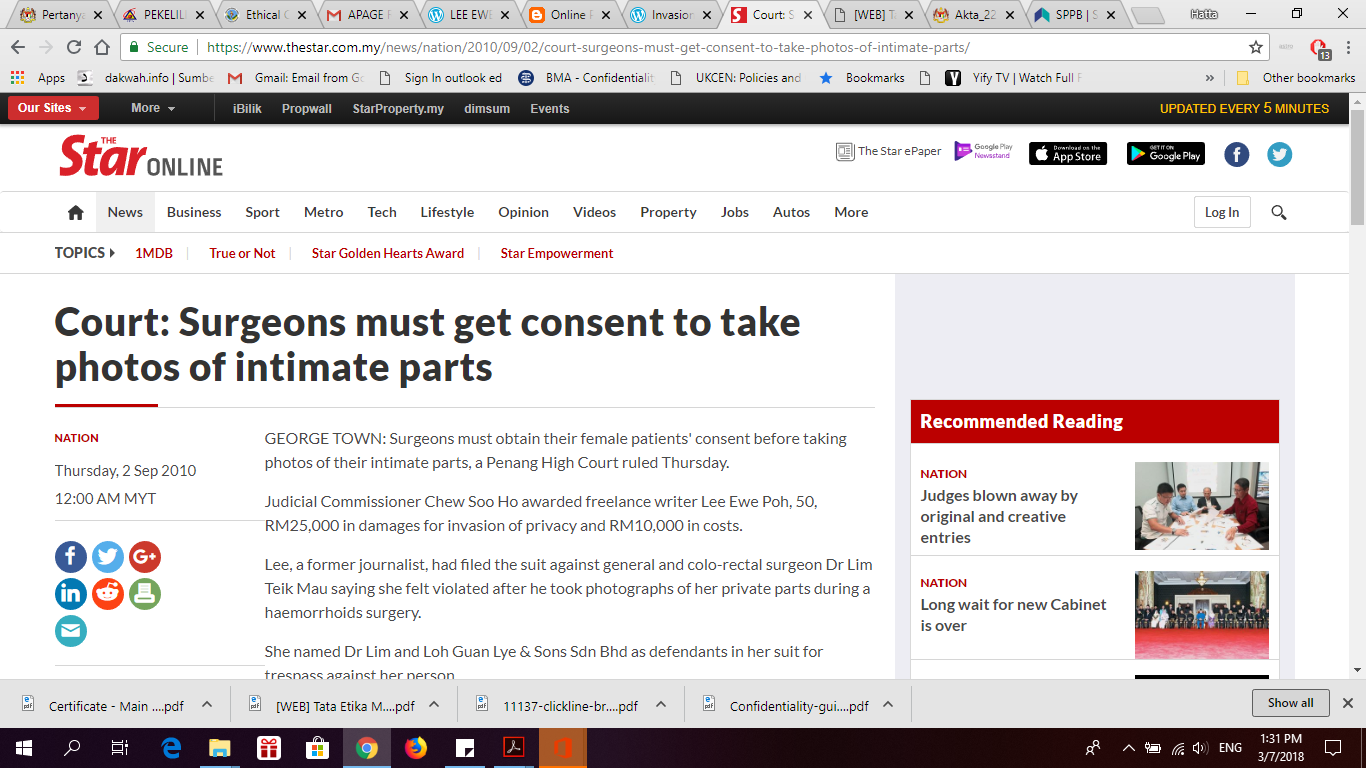 Pertany
PEKELILI
Ethical C
APAGE F
LEE EWE
Online P
Invasion
Court: S
[WEB] Ta
Akta_22
SPPB | S
Hatta
Secure
https://www.thestar.com.my/news/nation/2010/09/02/court-surgeons-must-get-consent-to-take-photos-of-intimate-parts/
13
Apps
dakwah.info | Sumbe
Gmail: Email from Go
Sign In outlook ed
BMA - Confidentialit
UKCEN: Policies and
Bookmarks
Yify TV | Watch Full F
»
Other bookmarks
Our Sites
More
iBilik
Propwall
StarProperty.my
dimsum
Events
UPDATED EVERY 5 MINUTES
THE Star ONLINE
The Star ePaper
Google Play Newsstand
Download on the App Store
GET IT ON Google Play
News
Business
Sport
Metro
Tech
Lifestyle
Opinion
Videos
Property
Jobs
Autos
More
Log In
TOPICS
1MDB
True or Not
Star Golden Hearts Award
Star Empowerment
Court: Surgeons must get consent to take
photos of intimate parts
NATION
Thursday, 2 Sep 2010
12:00 AM MYT
GEORGE TOWN: Surgeons must obtain their female patients' consent before taking
photos of their intimate parts, a Penang High Court ruled Thursday.
Judicial Commissioner Chew Soo Ho awarded freelance writer Lee Ewe Poh, 50,
RM25,000 in damages for invasion of privacy and RM10,000 in costs.
Lee, a former journalist, had filed the suit against general and colo-rectal surgeon Dr Lim
Teik Mau saying she felt violated after he took photographs of her private parts during a
haemorrhoids surgery.
She named Dr Lim and Loh Guan Lye & Sons Sdn Bhd as defendants in her suit for
trespass against her person.
Recommended Reading
NATION
Judges blown away by
original and creative
entries
NATION
Long wait for new Cabinet
is over
Certificate - Main ....pdf
[WEB] Tata Etika M....pdf
11137-clickline-br....pdf
Confidentiality-gui....pdf
Show all
ENG
1:31 PM
3/7/2018